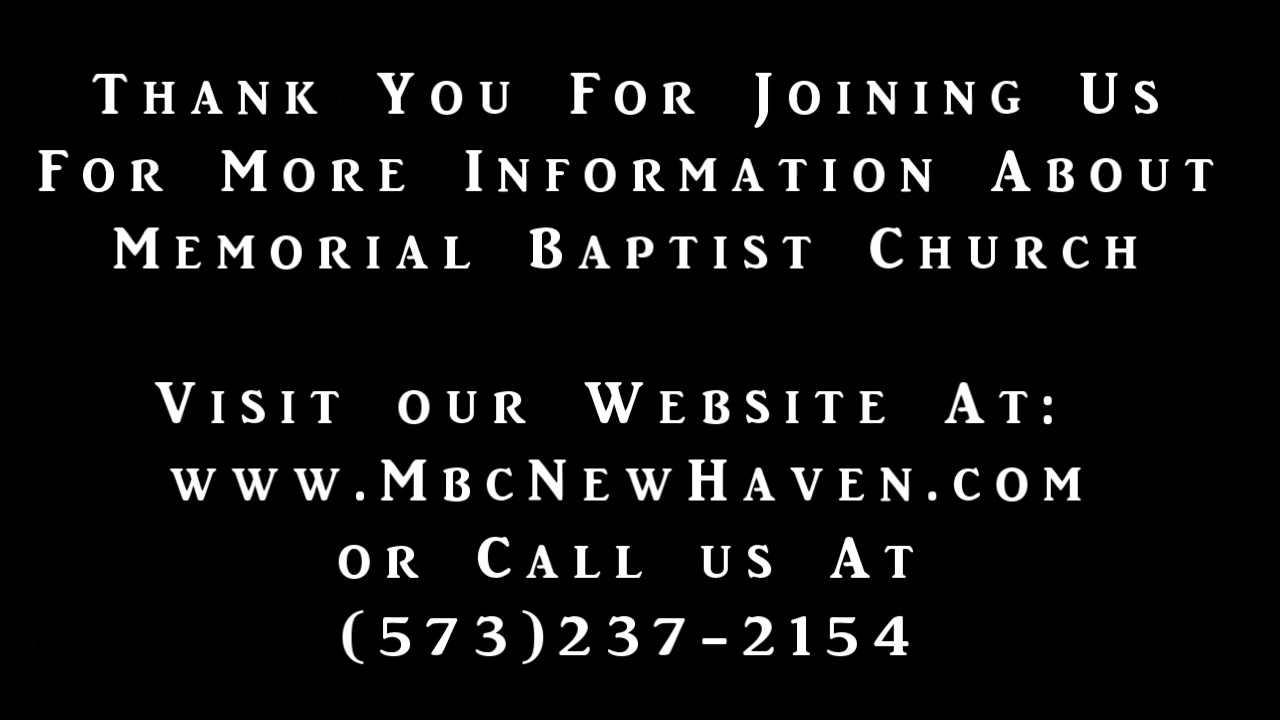 Thank You For Joining Us
For More Information About
Memorial Baptist Church
Visit our Website At:
www.MbcNewHaven.com
or Call us At
(573)237-2154